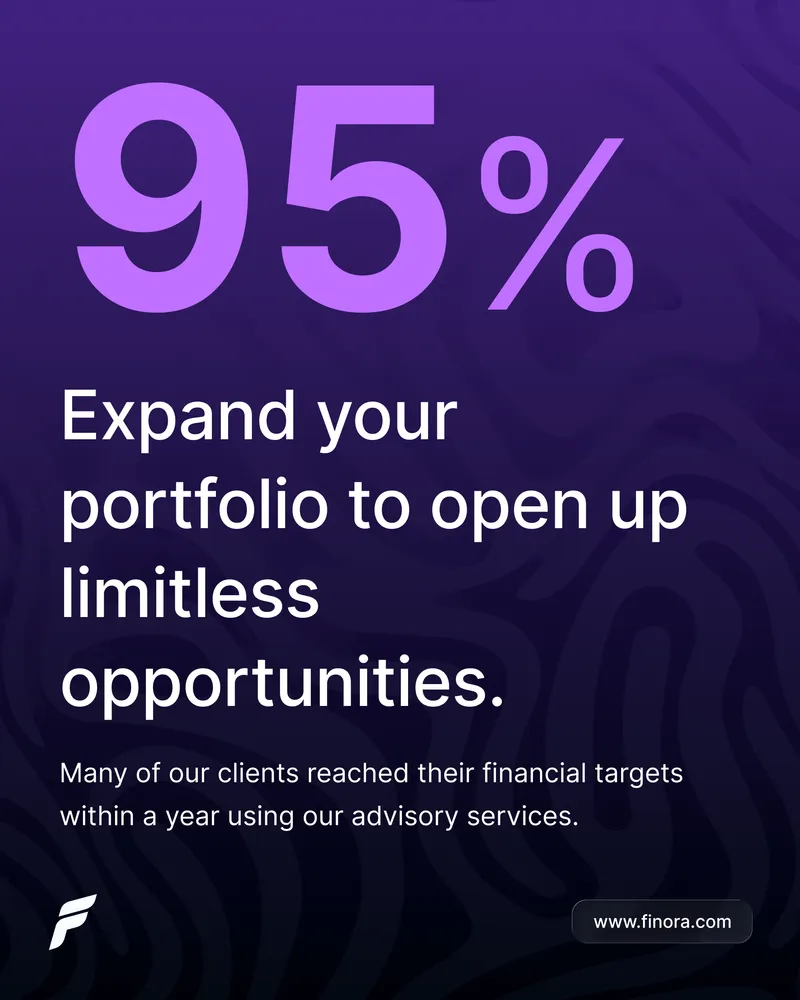 95%
Expand your
portfolio to open up
limitless
opportunities.
Many of our clients reached their financial targets
within a year using our advisory services.
www.finora.com